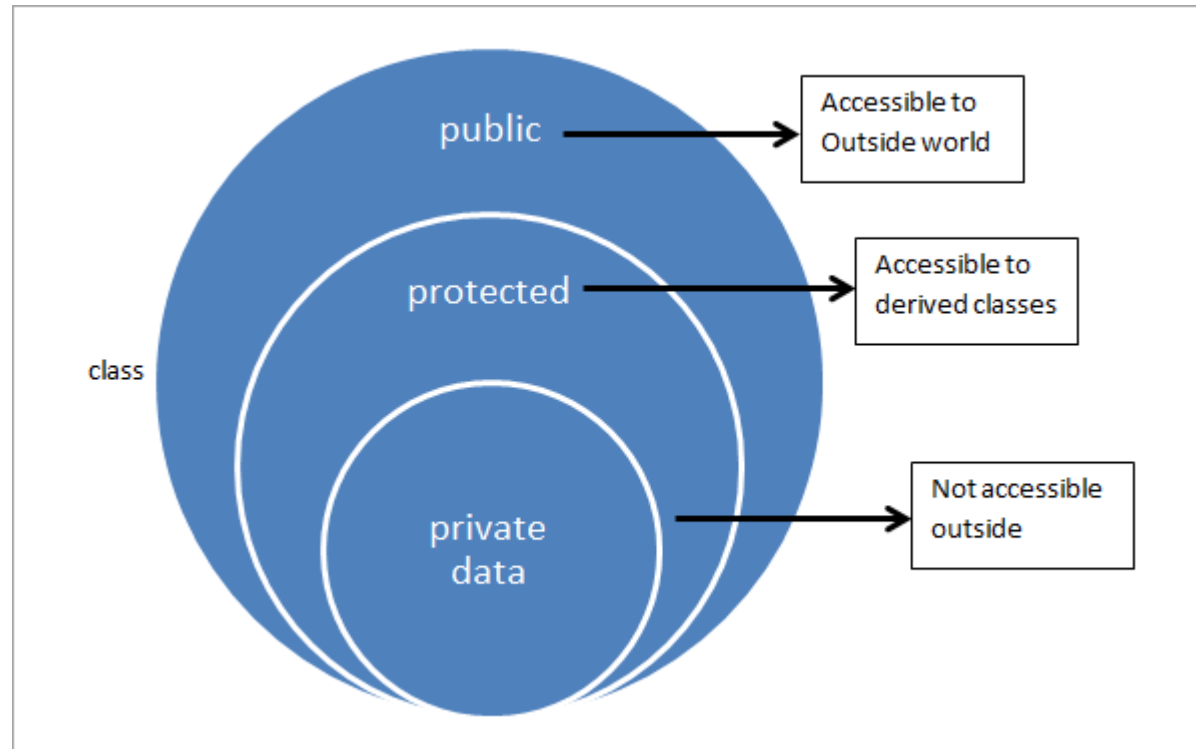 public
Accessible to
Outside world
protected
Accessible to
derived classes
class
private
data
Not accessible
outside